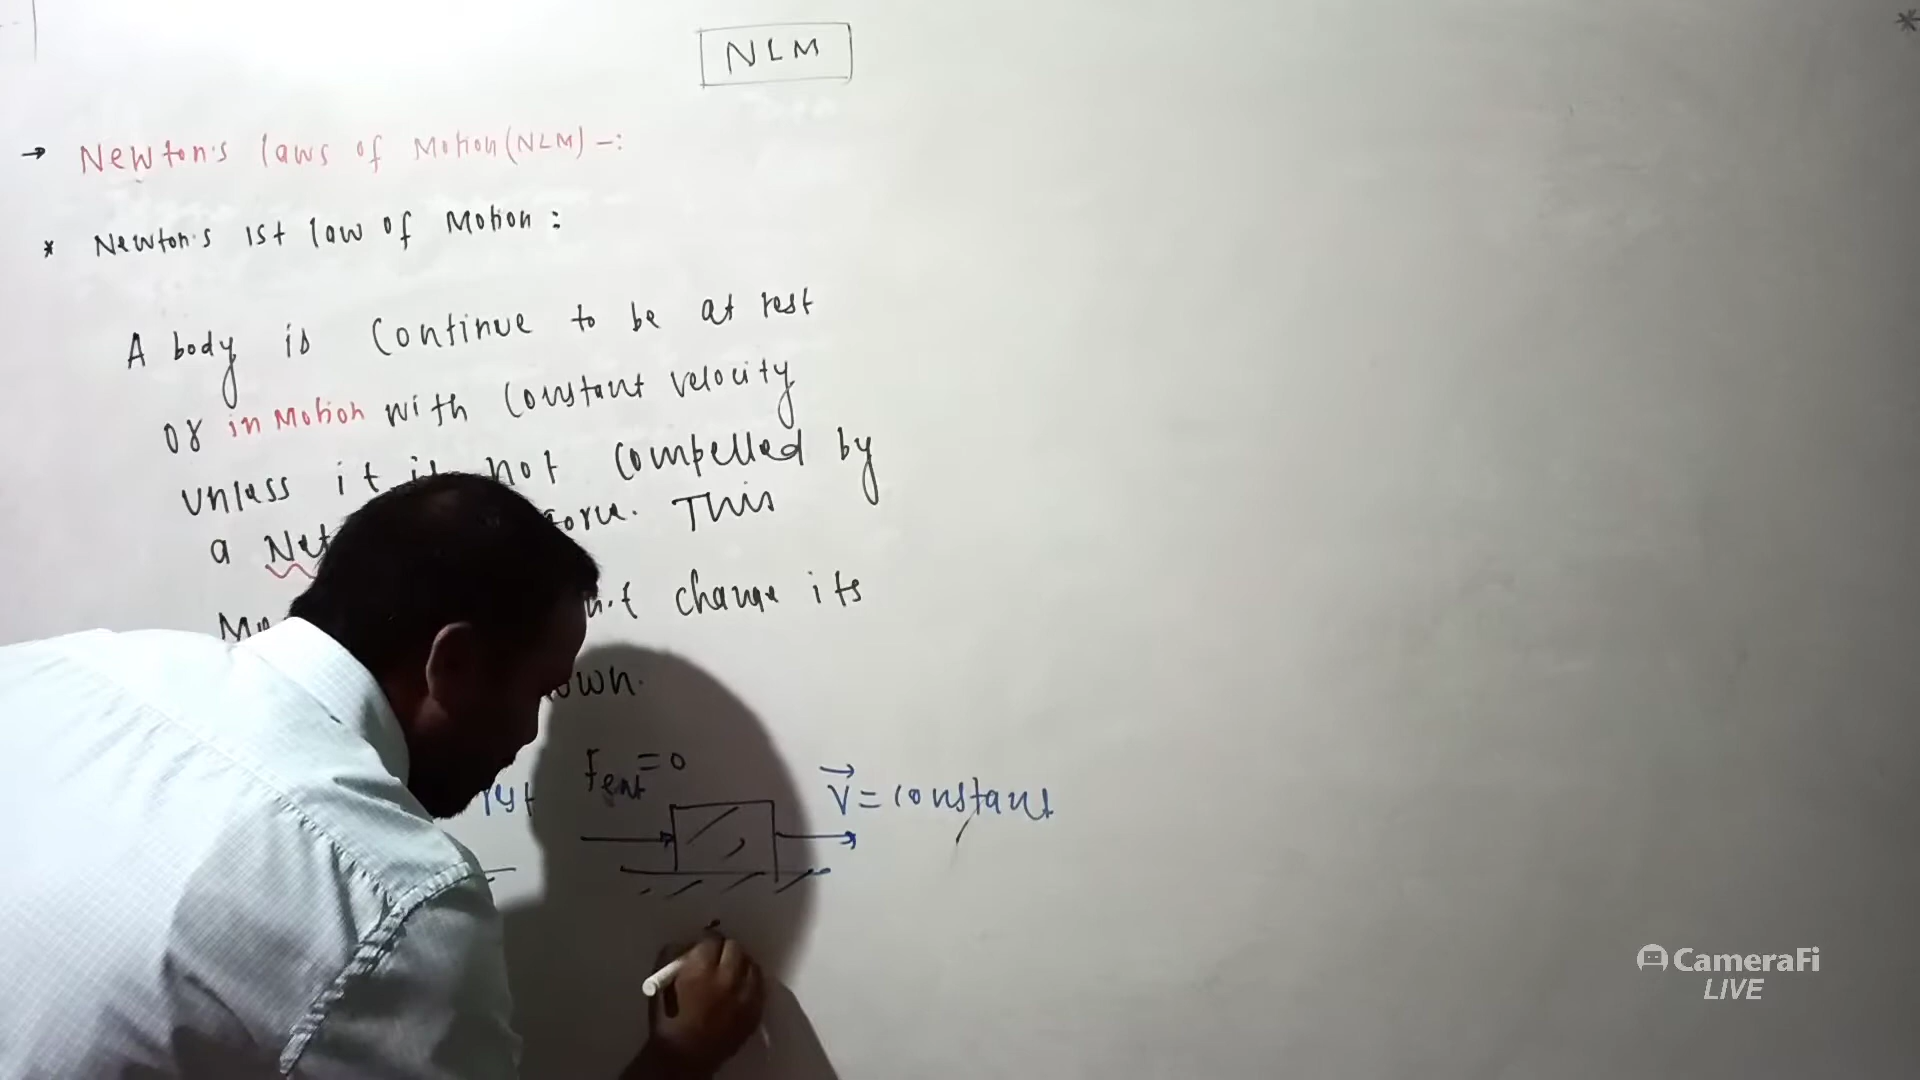 NLM
→ Newton's laws of Motion (NLM) -:
* Newton's 1st law of Motion :
A body is continue to be at rest
or in Motion with constant velocity
unless it is not compelled by
a Net force. This
change its
own.
rest
Fext = 0
V = constant
CameraFi
LIVE